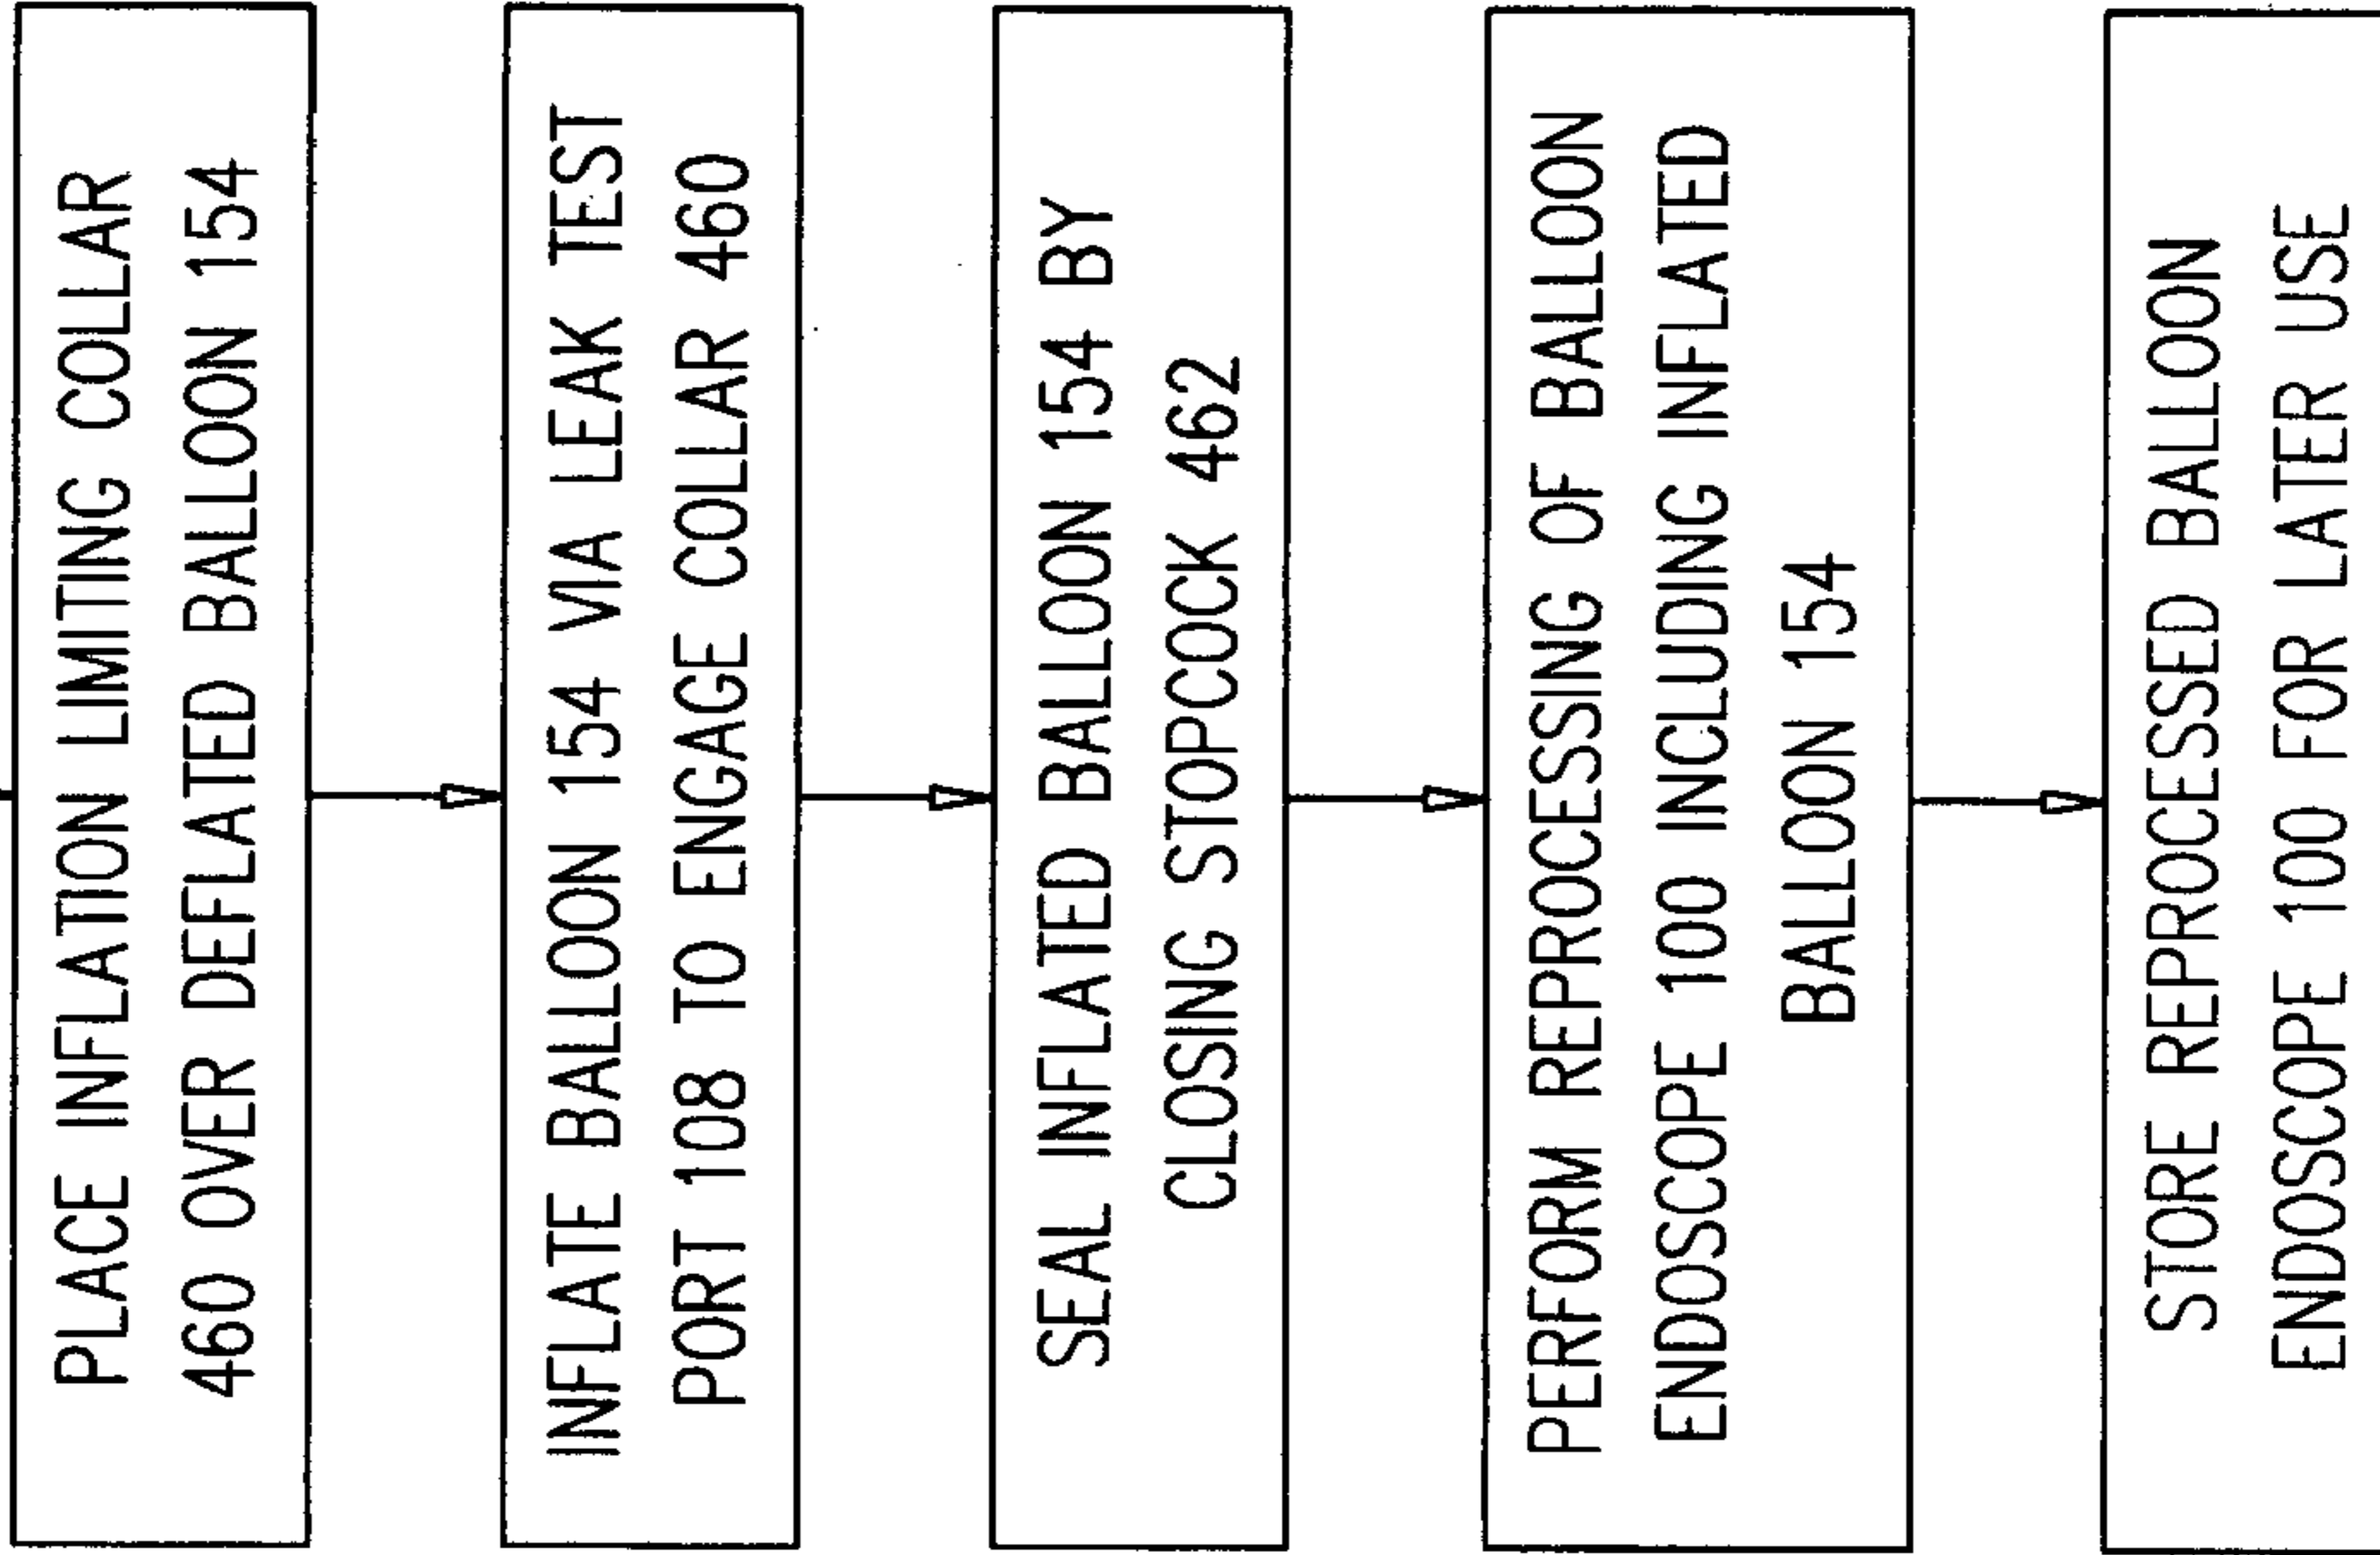 PLACE INFLATION LIMITING COLLAR
460 OVER DEFLATED BALLOON 154
INFLATE BALLOON 154 VIA LEAK TEST
PORT 108 TO ENGAGE COLLAR 460
SEAL INFLATED BALLOON 154 BY
CLOSING STOPCOCK 462
PERFORM REPROCESSING OF BALLOON
ENDOSCOPE 100 INCLUDING INFLATED
BALLOON 154
STORE REPROCESSED BALLOON
ENDOSCOPE 100 FOR LATER USE